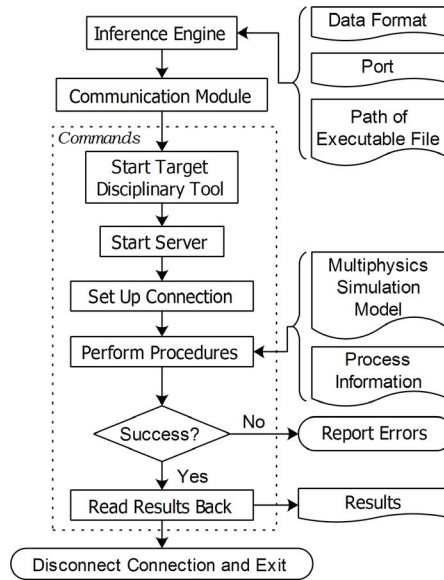 Inference Engine
Data Format
Port
Communication Module
Path of
Executable File
Commands
Start Target
Disciplinary Tool
Start Server
Set Up Connection
Multiphysics
Simulation
Model
Perform Procedures
Process
Information
Success?
No
Report Errors
Yes
Read Results Back
Results
Disconnect Connection and Exit